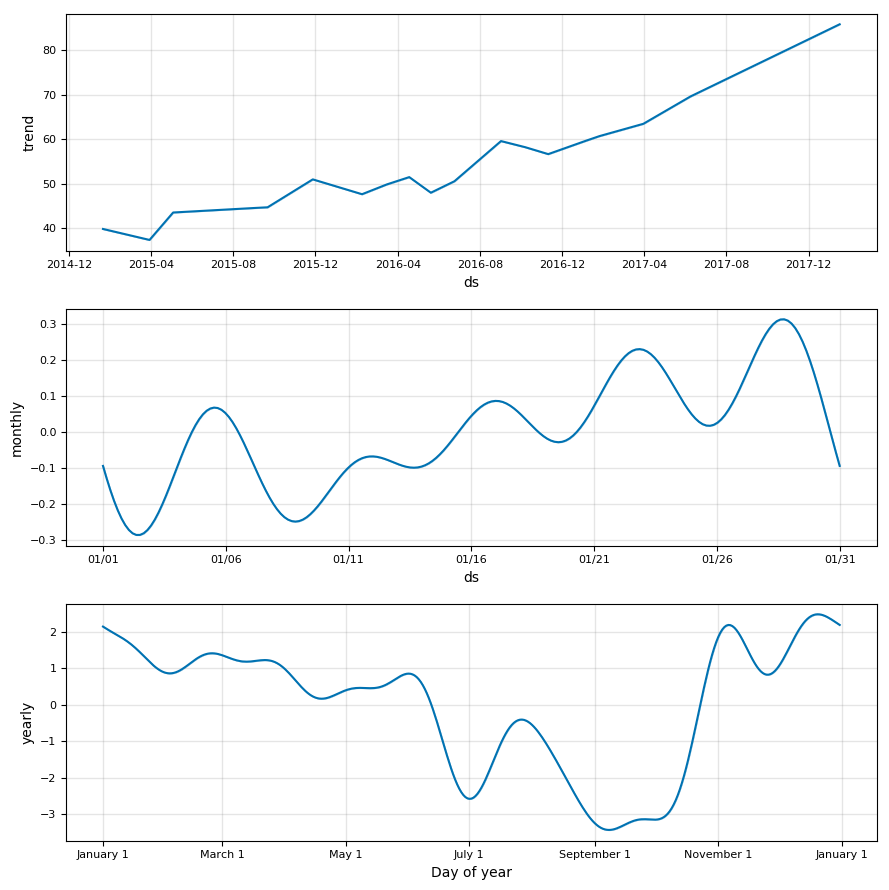 80
70
60
50
40
trend
2014-12 2015-04 2015-08 2015-12 2016-04 2016-08 2016-12 2017-04 2017-08 2017-12
ds
0.3
0.2
0.1
0.0
−0.1
−0.2
−0.3
monthly
01/01 01/06 01/11 01/16 01/21 01/26 01/31
ds
2
1
0
−1
−2
−3
yearly
January 1 March 1 May 1 July 1 September 1 November 1 January 1
Day of year